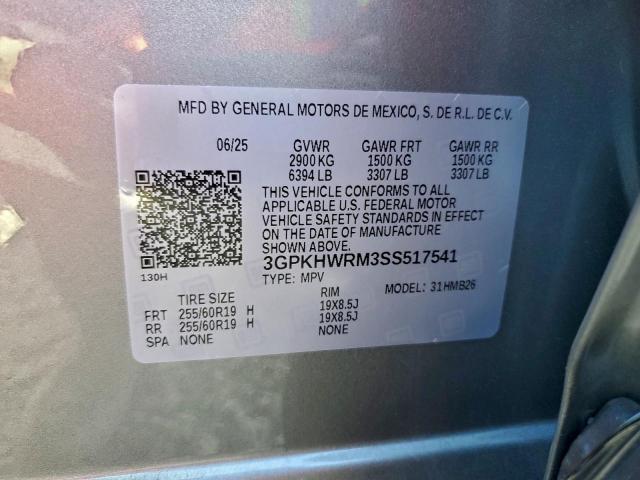 MFD BY GENERAL MOTORS DE MEXICO, S. DE R.L. DE C.V.
06/25 GVWR GAWR FRT GAWR RR
2900 KG 1500 KG 1500 KG
6394 LB 3307 LB 3307 LB
THIS VEHICLE CONFORMS TO ALL
APPLICABLE U.S. FEDERAL MOTOR
VEHICLE SAFETY STANDARDS IN EFFECT
ON THE DATE OF MANUFACTURE
SHOWN ABOVE.
3GPKHWRM3SS517541
130H
TYPE: MPV MODEL: 31HMB26
TIRE SIZE RIM
FRT 255/60R19 H 19X8.5J
RR 255/60R19 H 19X8.5J
SPA NONE NONE